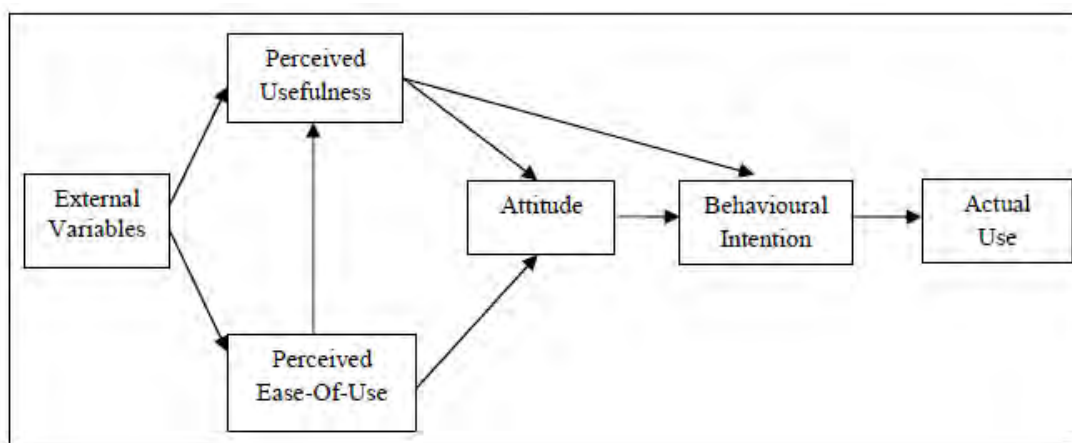 Perceived
Usefulness
External
Variables
Attitude
Behavioural
Intention
Actual
Use
Perceived
Ease-Of-Use